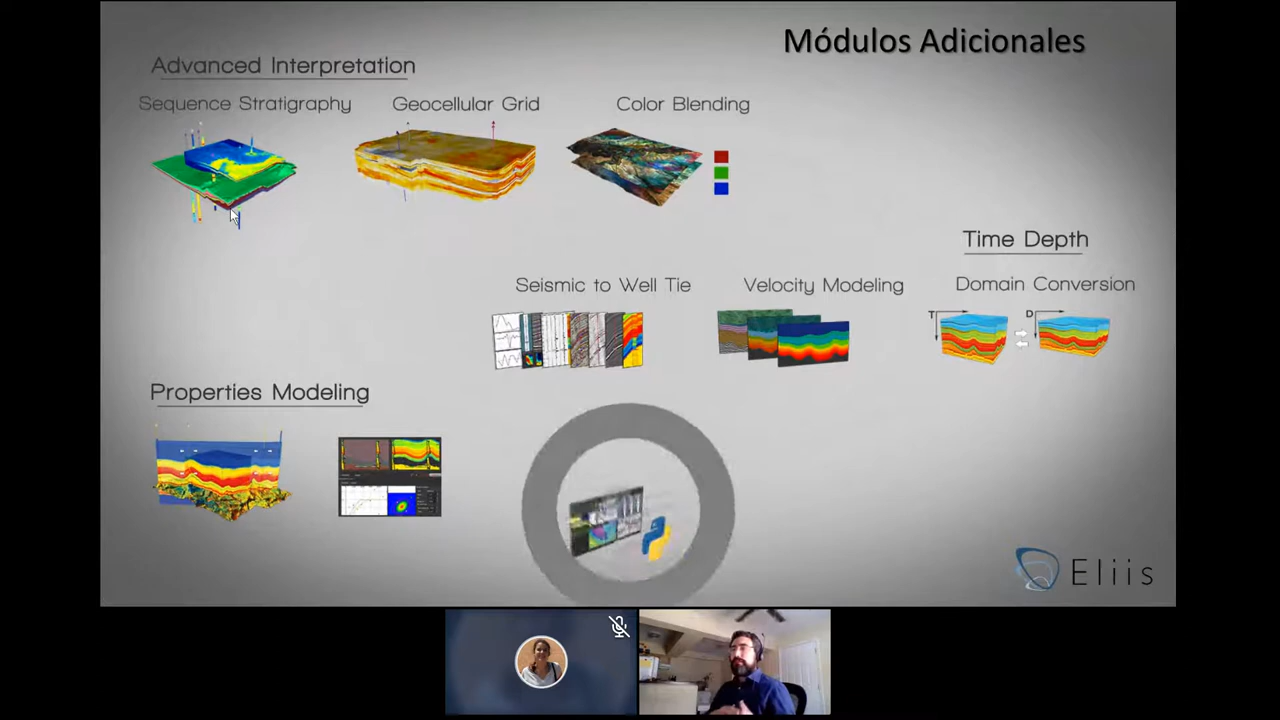 Módulos Adicionales
Advanced Interpretation
Sequence Stratigraphy
Geocellular Grid
Color Blending
Time Depth
Seismic to Well Tie
Velocity Modeling
Domain Conversion
T
D
Properties Modeling
Eliis